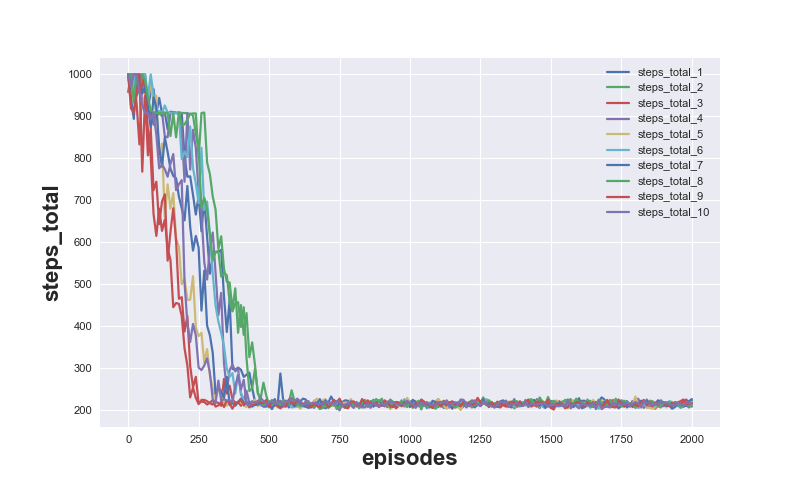 1000
900
800
700
600
500
400
300
200
steps_total
0
250
500
750
1000
1250
1500
1750
2000
episodes
steps_total_1
steps_total_2
steps_total_3
steps_total_4
steps_total_5
steps_total_6
steps_total_7
steps_total_8
steps_total_9
steps_total_10